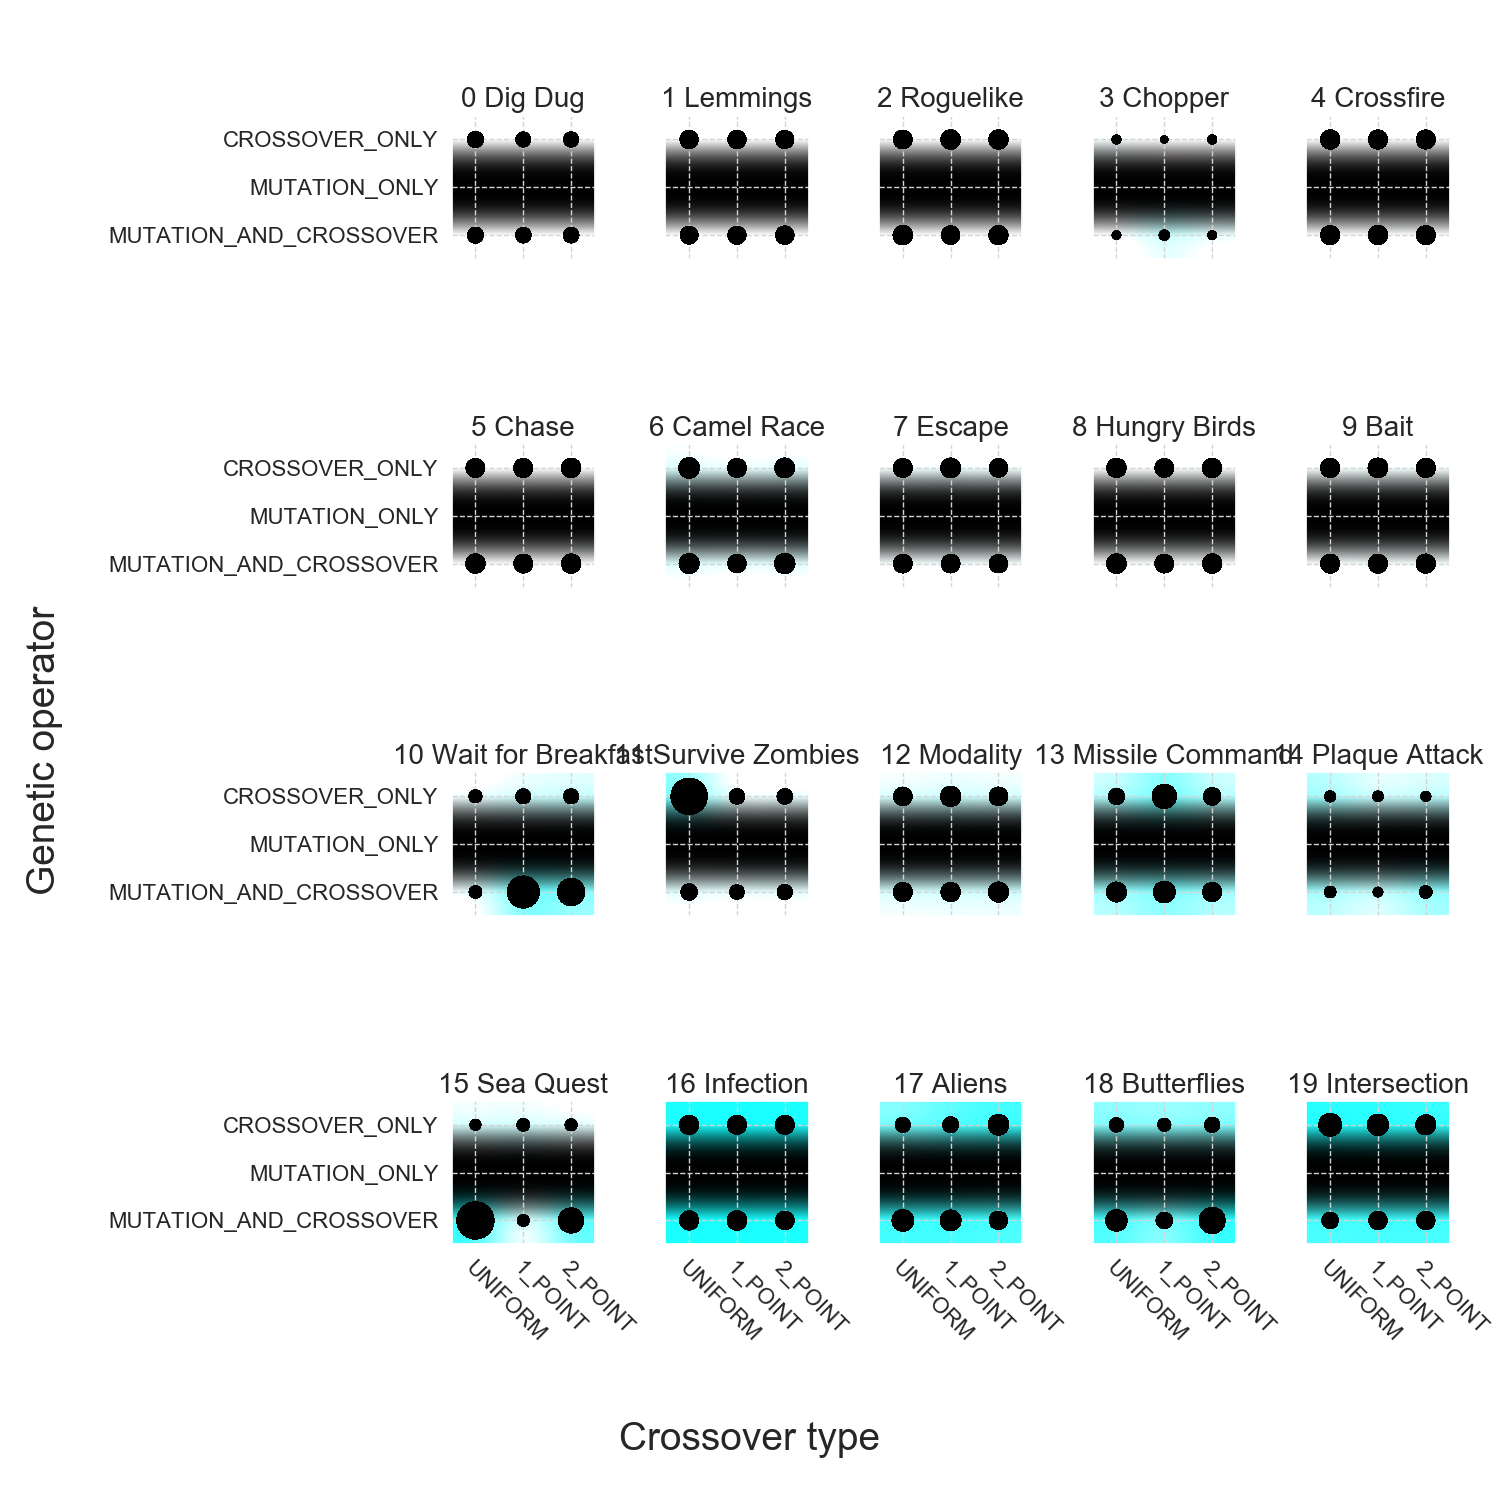 0 Dig Dug
1 Lemmings
2 Roguelike
3 Chopper
4 Crossfire
CROSSOVER_ONLY
MUTATION_ONLY
MUTATION_AND_CROSSOVER
5 Chase
6 Camel Race
7 Escape
8 Hungry Birds
9 Bait
CROSSOVER_ONLY
MUTATION_ONLY
MUTATION_AND_CROSSOVER
Genetic operator
10 Wait for Breakfast
11 Survive Zombies
12 Modality
13 Missile Command
14 Plaque Attack
CROSSOVER_ONLY
MUTATION_ONLY
MUTATION_AND_CROSSOVER
15 Sea Quest
16 Infection
17 Aliens
18 Butterflies
19 Intersection
CROSSOVER_ONLY
MUTATION_ONLY
MUTATION_AND_CROSSOVER
UNIFORM
1_POINT
2_POINT
UNIFORM
1_POINT
2_POINT
UNIFORM
1_POINT
2_POINT
UNIFORM
1_POINT
2_POINT
UNIFORM
1_POINT
2_POINT
Crossover type